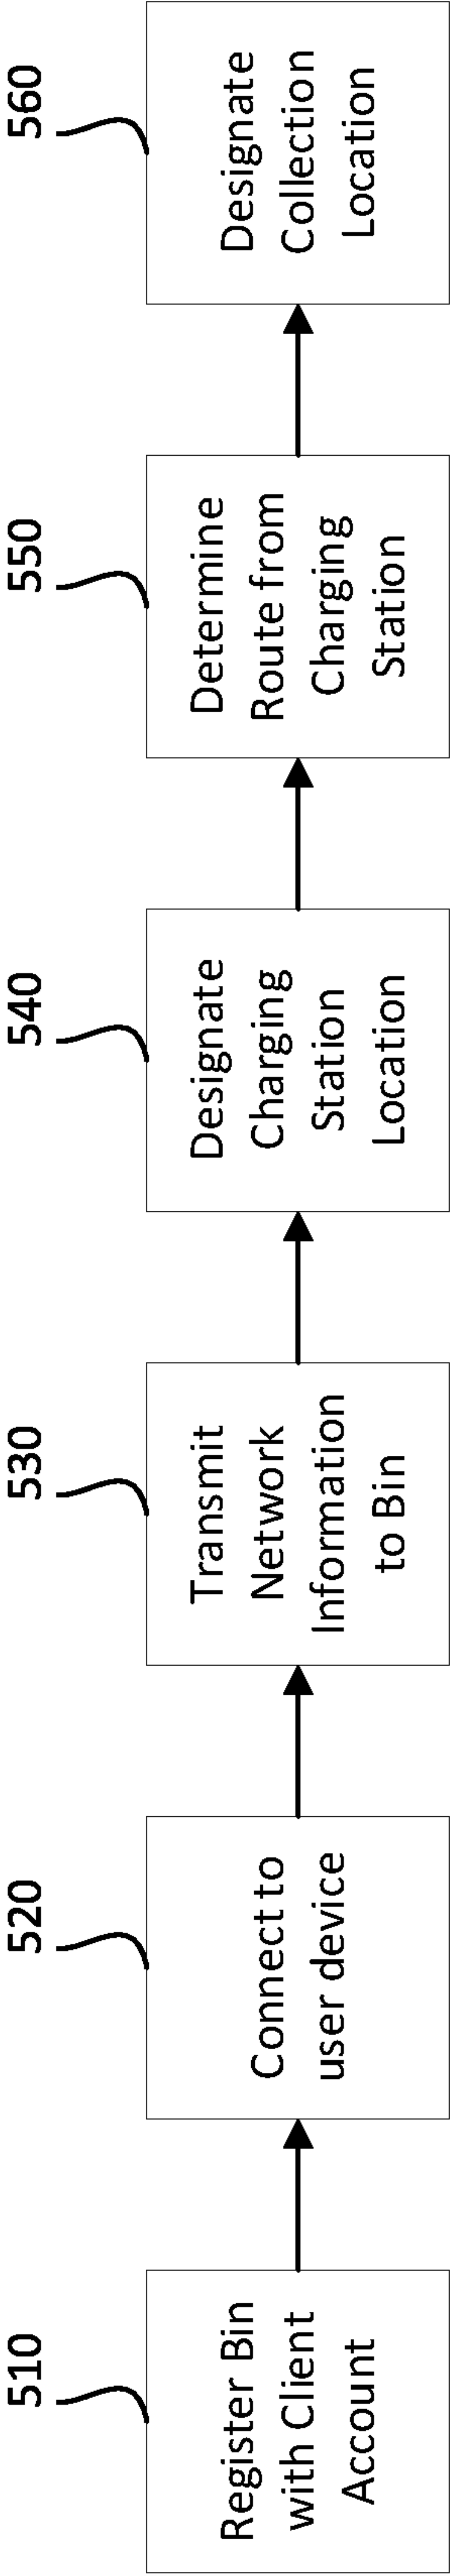 510
Register Bin
with Client
Account
520
Connect to
user device
530
Transmit
Network
Information
to Bin
540
Designate
Charging
Station
Location
550
Determine
Route from
Charging
Station
560
Designate
Collection
Location